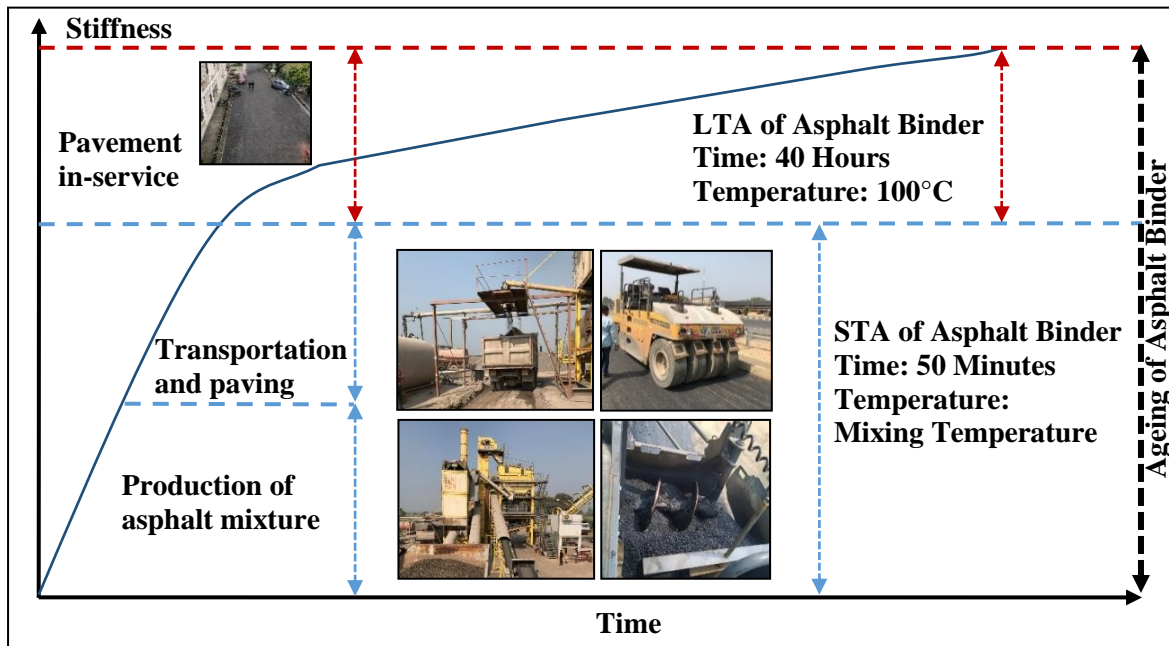 Stiffness
Pavement
in-service
LTA of Asphalt Binder
Time: 40 Hours
Temperature: 100°C
Transportation
and paving
STA of Asphalt Binder
Time: 50 Minutes
Temperature:
Mixing Temperature
Production of
asphalt mixture
Ageing of Asphalt Binder
Time